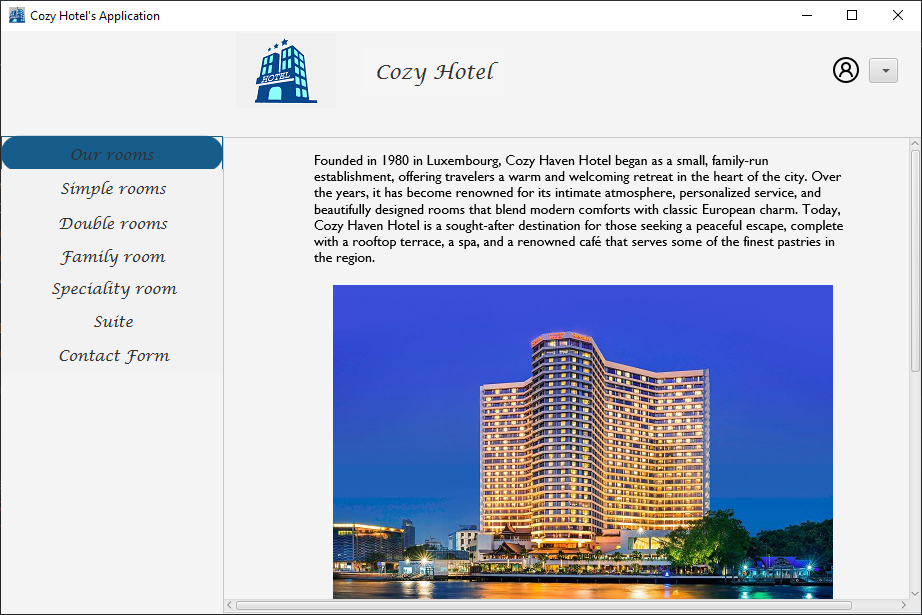 Cozy Hotel's Application
HOTEL
Cozy Hotel
Our rooms
Simple rooms
Double rooms
Family room
Speciality room
Suite
Contact Form
Founded in 1980 in Luxembourg, Cozy Haven Hotel began as a small, family-run
establishment, offering travelers a warm and welcoming retreat in the heart of the city. Over
the years, it has become renowned for its intimate atmosphere, personalized service, and
beautifully designed rooms that blend modern comforts with classic European charm. Today,
Cozy Haven Hotel is a sought-after destination for those seeking a peaceful escape, complete
with a rooftop terrace, a spa, and a renowned café that serves some of the finest pastries in
the region.